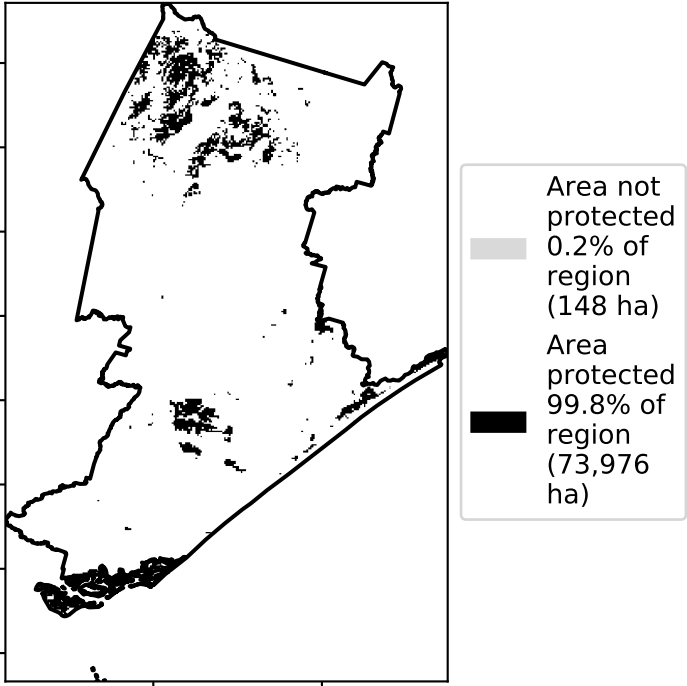 Area not
protected
0.2% of
region
(148 ha)
Area
protected
99.8% of
region
(73,976
ha)